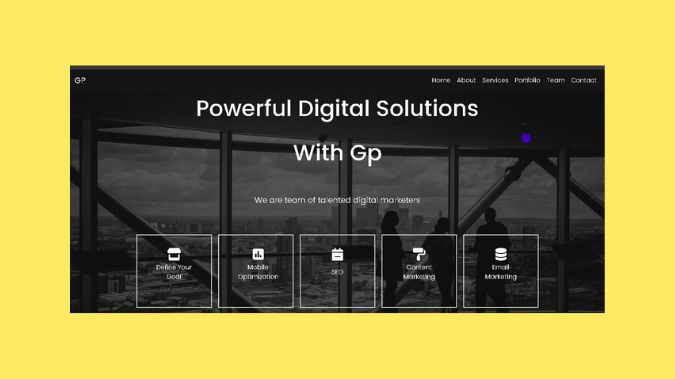 GP
Home About Services Portfolio Team Contact
Powerful Digital Solutions
With Gp
We are team of talented digital marketers
Define Your
Goal
Mobile
Optimization
SEO
Content
Marketing
Email
Marketing